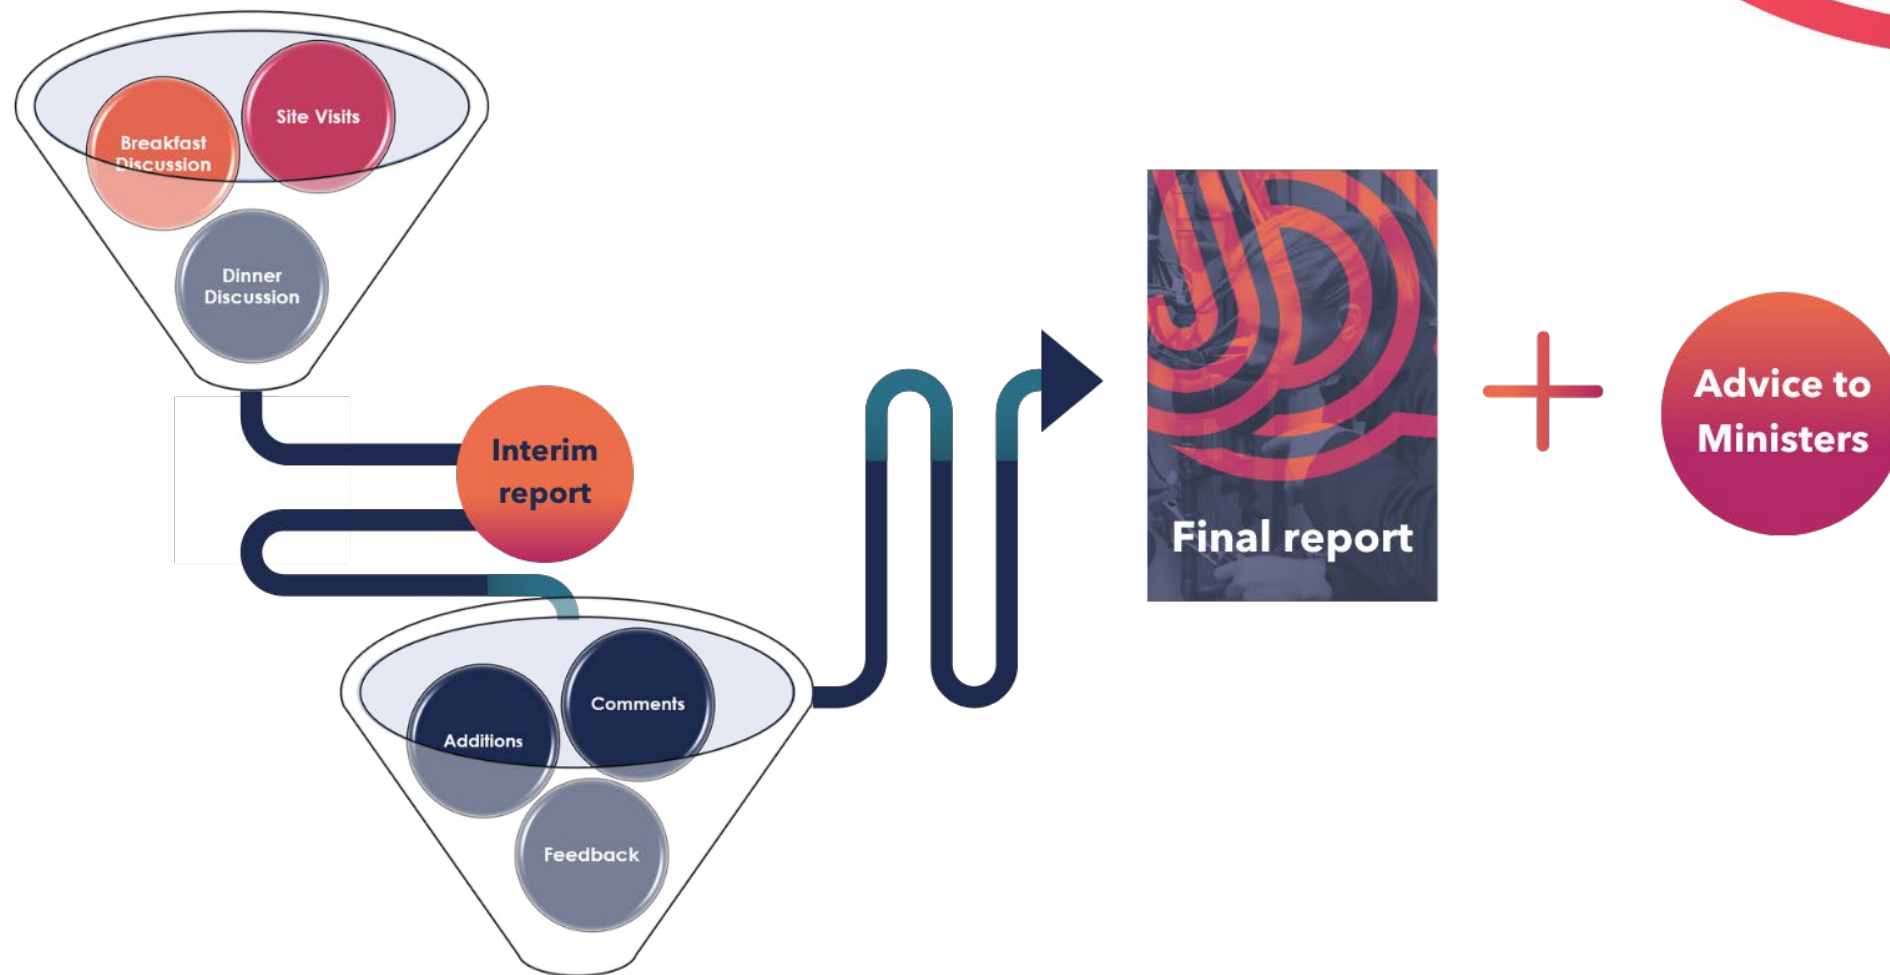 Site Visits
Breakfast
Discussion
Dinner
Discussion
Interim
report
Comments
Additions
Feedback
Final report
Advice to
Ministers